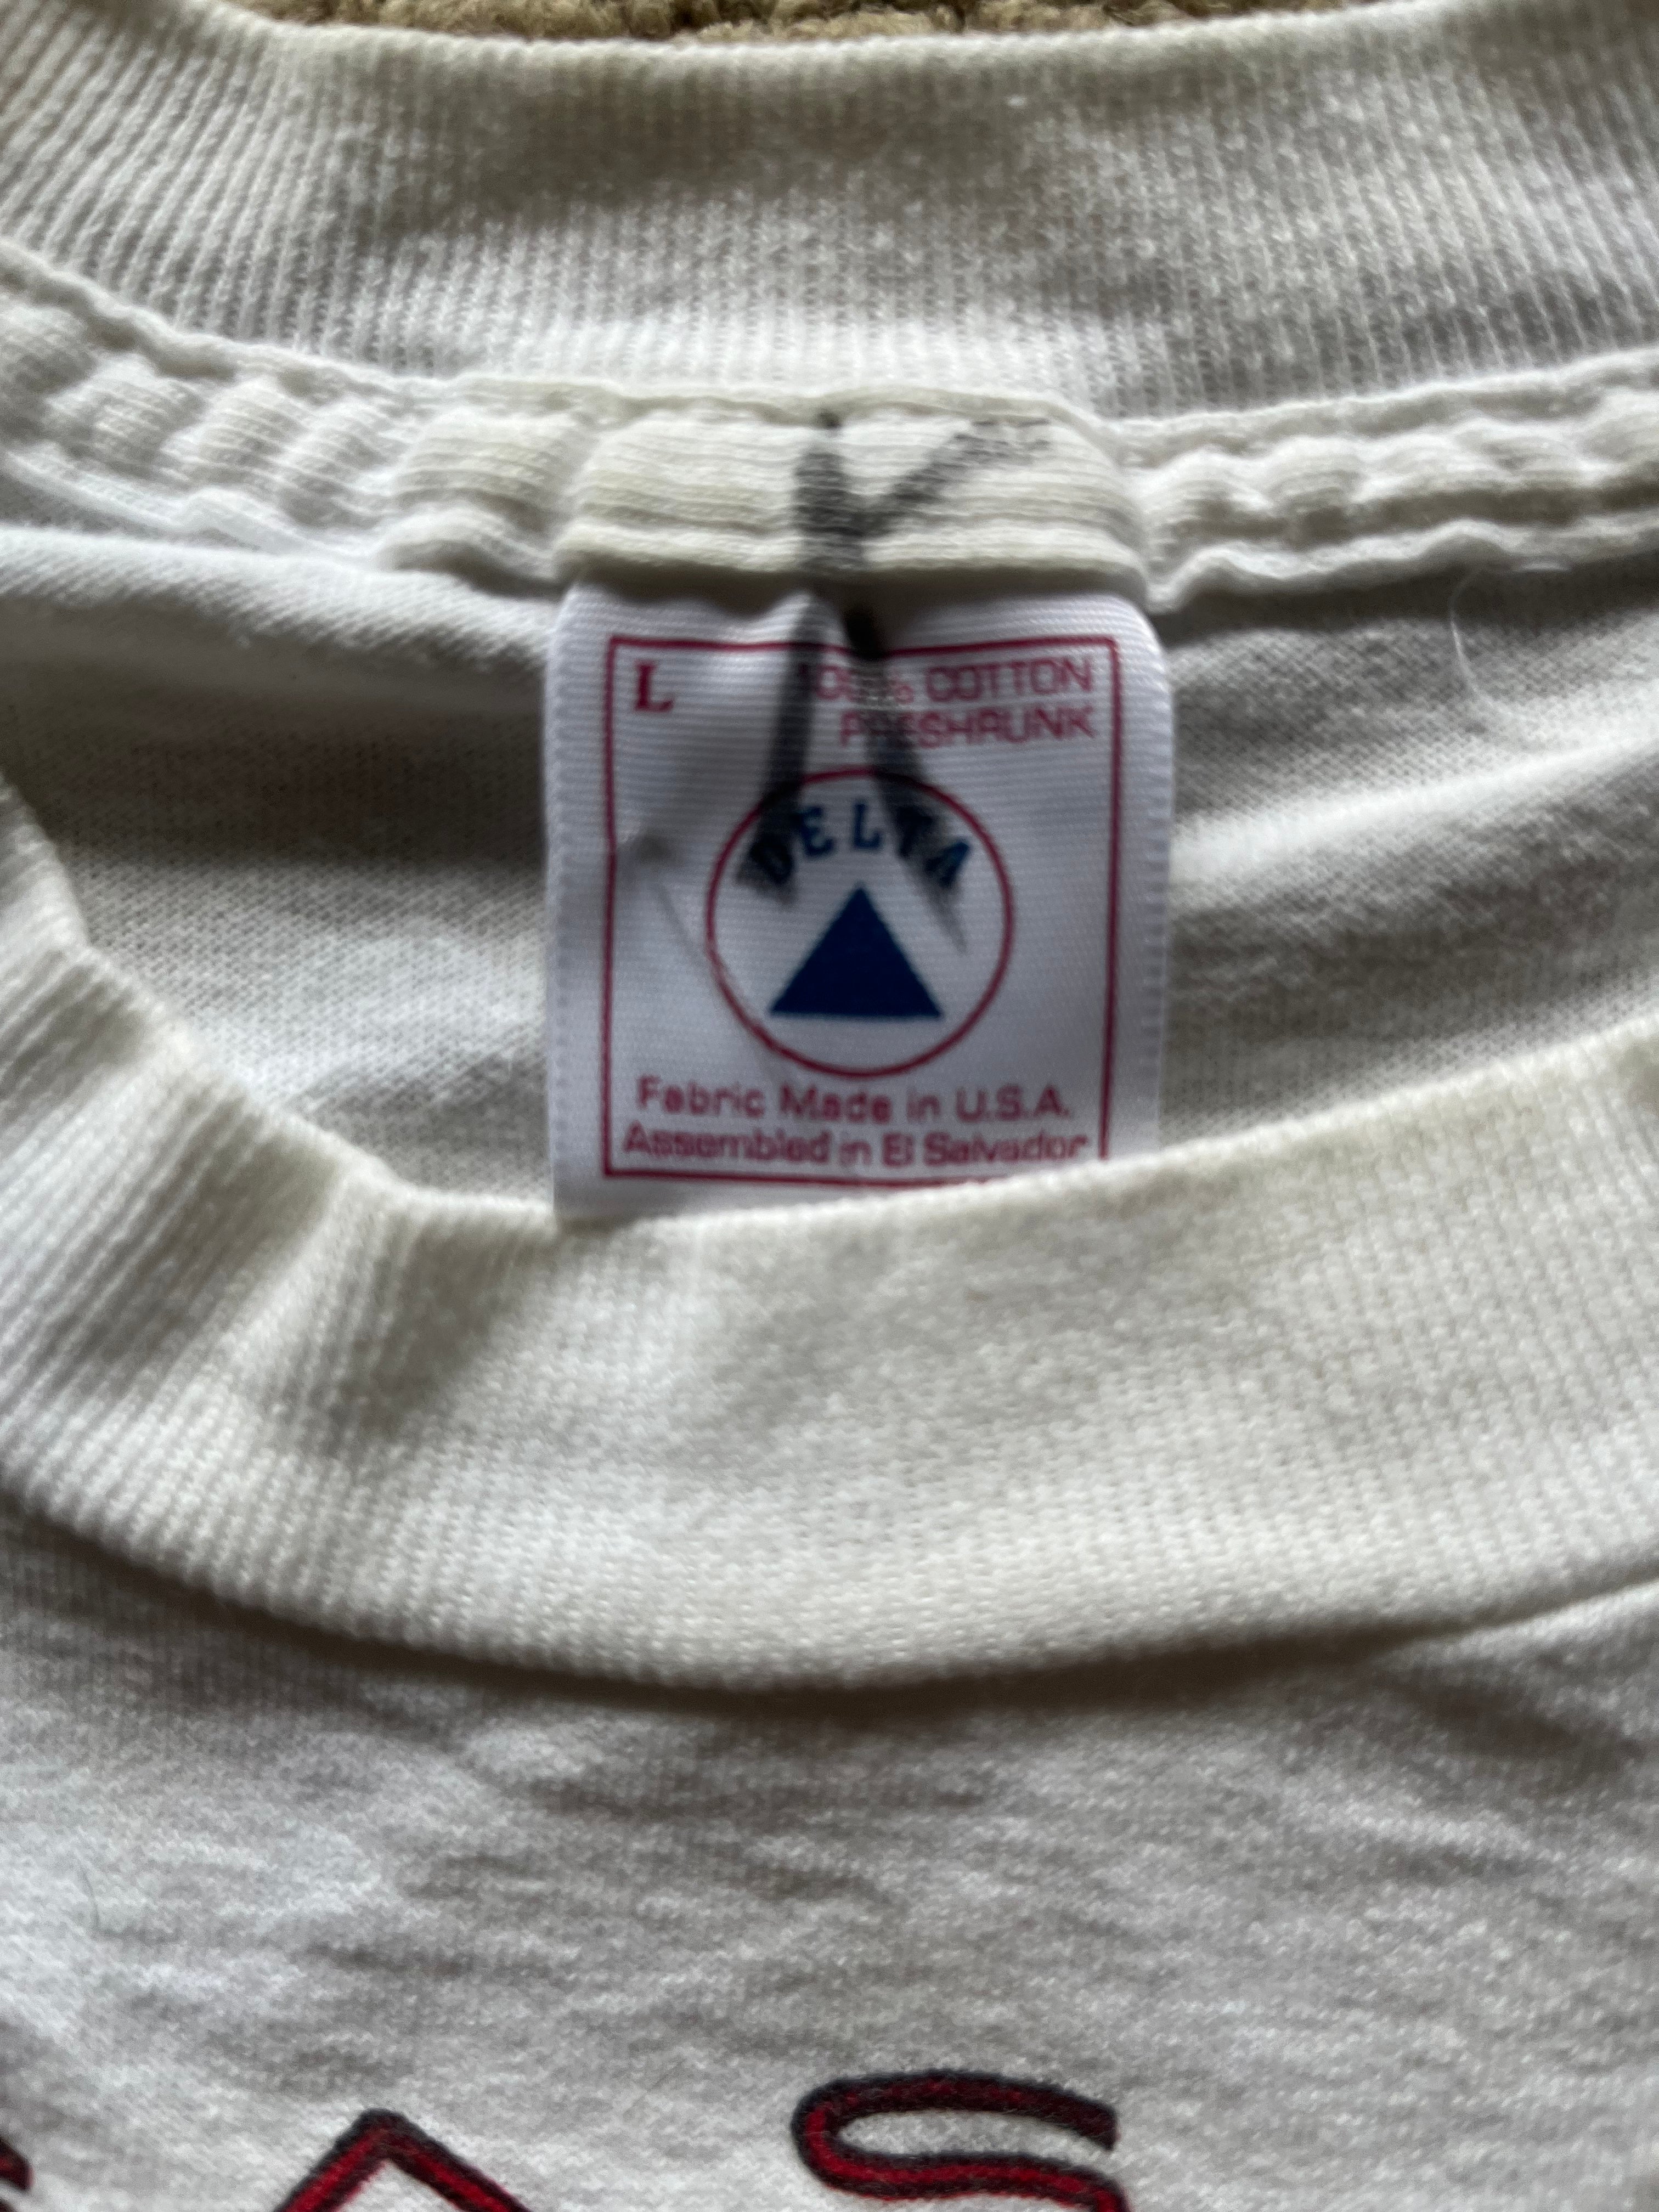 L
100% COTTON
PRESHRUNK
DELTA
Fabric Made in U.S.A.
Assembled in El Salvador
S